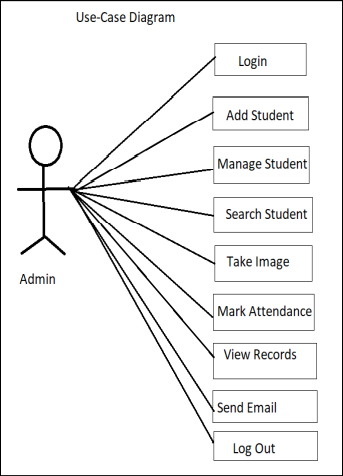 Use-Case Diagram
Login
Add Student
Manage Student
Search Student
Take Image
Admin
Mark Attendance
View Records
Send Email
Log Out